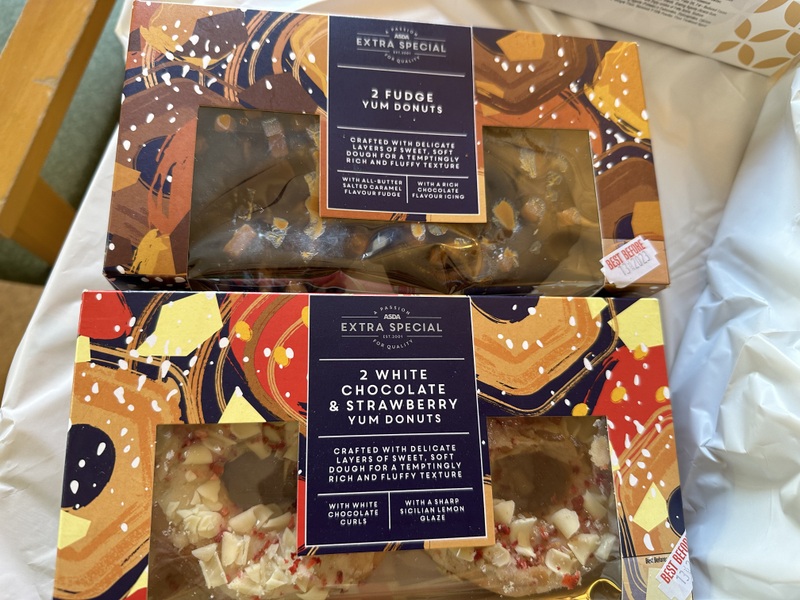 A PASSION
ASDA
EXTRA SPECIAL
EST.2001
FOR QUALITY
2 FUDGE
YUM DONUTS
CRAFTED WITH DELICATE
LAYERS OF SWEET, SOFT
DOUGH FOR A TEMPTINGLY
RICH AND FLUFFY TEXTURE
WITH ALL-BUTTER
SALTED CARAMEL
FLAVOUR FUDGE
WITH A RICH
CHOCOLATE
FLAVOUR ICING
BEST BEFORE
A PASSION
ASDA
EXTRA SPECIAL
EST.2001
FOR QUALITY
2 WHITE
CHOCOLATE
& STRAWBERRY
YUM DONUTS
CRAFTED WITH DELICATE
LAYERS OF SWEET, SOFT
DOUGH FOR A TEMPTINGLY
RICH AND FLUFFY TEXTURE
WITH WHITE
CHOCOLATE
CURLS
WITH A SHARP
SICILIAN LEMON
GLAZE
Best Before
BEST BEFO